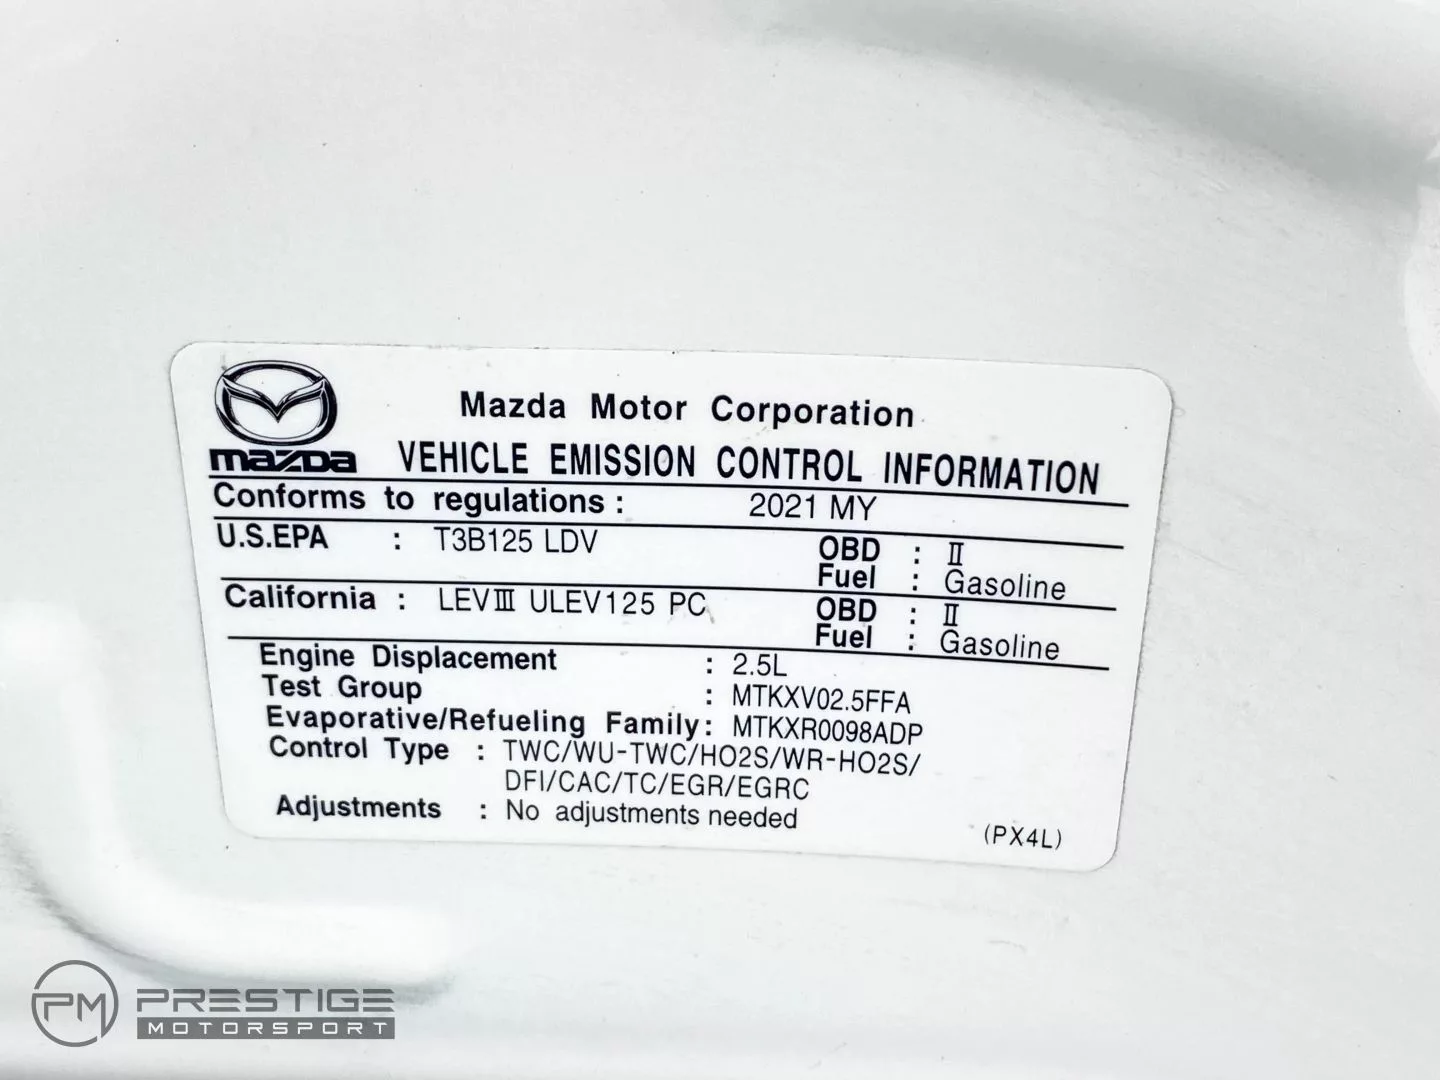 Mazda Motor Corporation
mazda VEHICLE EMISSION CONTROL INFORMATION
Conforms to regulations : 2021 MY
U.S.EPA : T3B125 LDV OBD : Ⅱ
Fuel : Gasoline
California : LEVⅢ ULEV125 PC OBD : Ⅱ
Fuel : Gasoline
Engine Displacement : 2.5L
Test Group : MTKXV02.5FFA
Evaporative/Refueling Family : MTKXR0098ADP
Control Type : TWC/WU-TWC/HO2S/WR-HO2S/
DFI/CAC/TC/EGR/EGRC
Adjustments : No adjustments needed
(PX4L)
PM PRESTIGE
MOTORSPORT